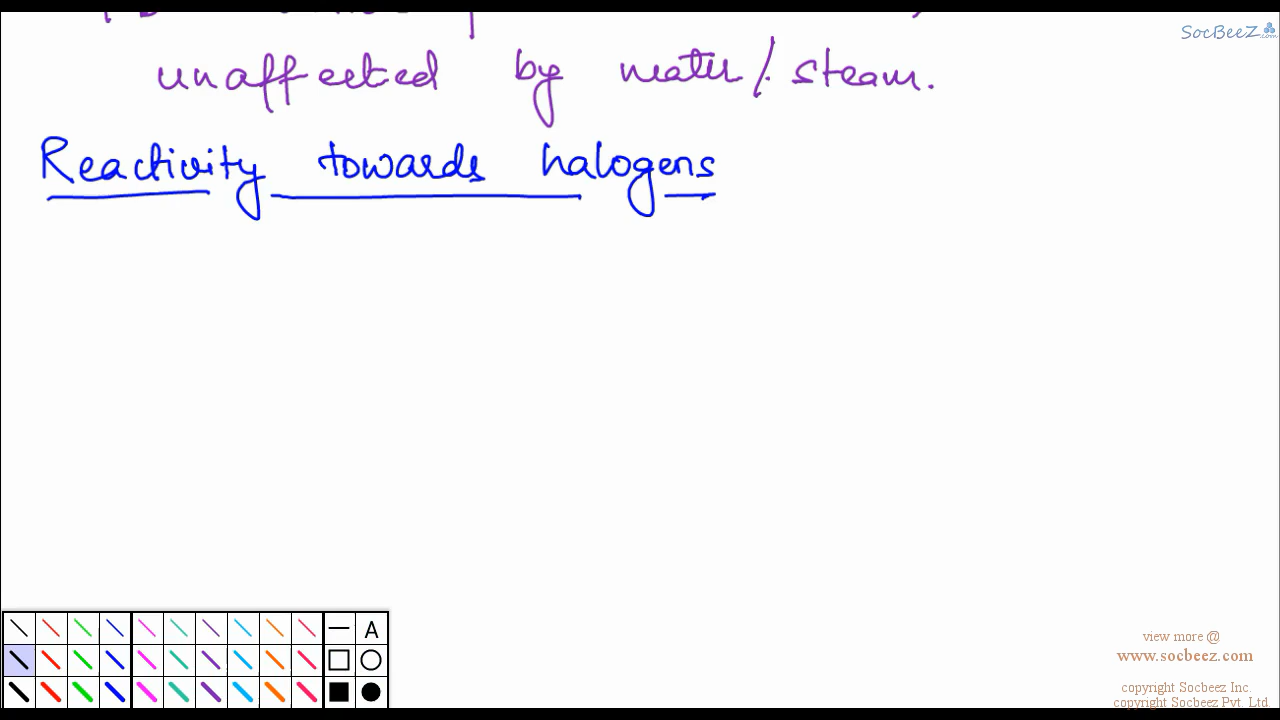 SocBeeZ.com
unaffected by water/steam.
Reactivity towards halogens
A
view more @
www.socbeez.com
copyright Socbeez Inc.
copyright Socbeez Pvt. Ltd.